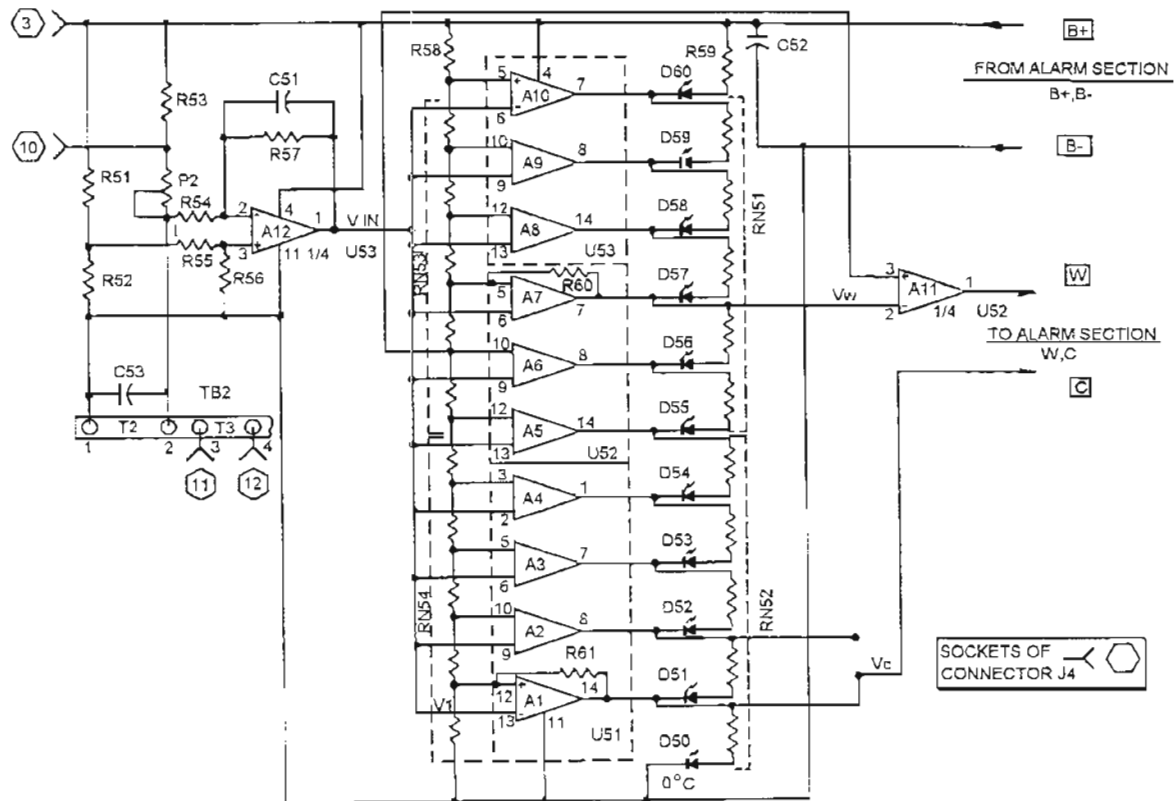 3
B+
FROM ALARM SECTION
B+,B-
B-
10
R53
C51
R57
R51
P2
R54
2
-
4
A12
1
V IN
U53
R55
3
+
11
1/4
R52
R56
C53
TB2
T2
T3
1
2
3
4
11
12
R58
5
+
4
A10
7
-
6
10
A9
8
9
12
A8
14
13
U53
RN53
R60
5
A7
7
6
10
A6
8
9
12
A5
14
13
U52
3
A4
1
2
5
A3
7
6
RN54
10
A2
8
9
R61
V1
12
+
A1
14
13
-
11
U51
R59
C52
D60
D59
D58
D57
D56
D55
D54
D53
D52
D51
D50
0°C
RN51
RN52
Vw
3
+
A11
1
2
-
1/4
U52
W
TO ALARM SECTION
W,C
C
Vc
SOCKETS OF
CONNECTOR J4